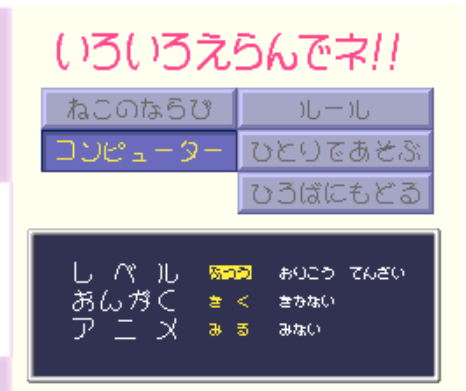 いろいろえらんでネ!!
ねこのならび ルール
コンピューター ひとりであそぶ
ひろばにもどる
レベル ふつう おりこう てんさい
おんがく きく きかない
アニメ みる みない